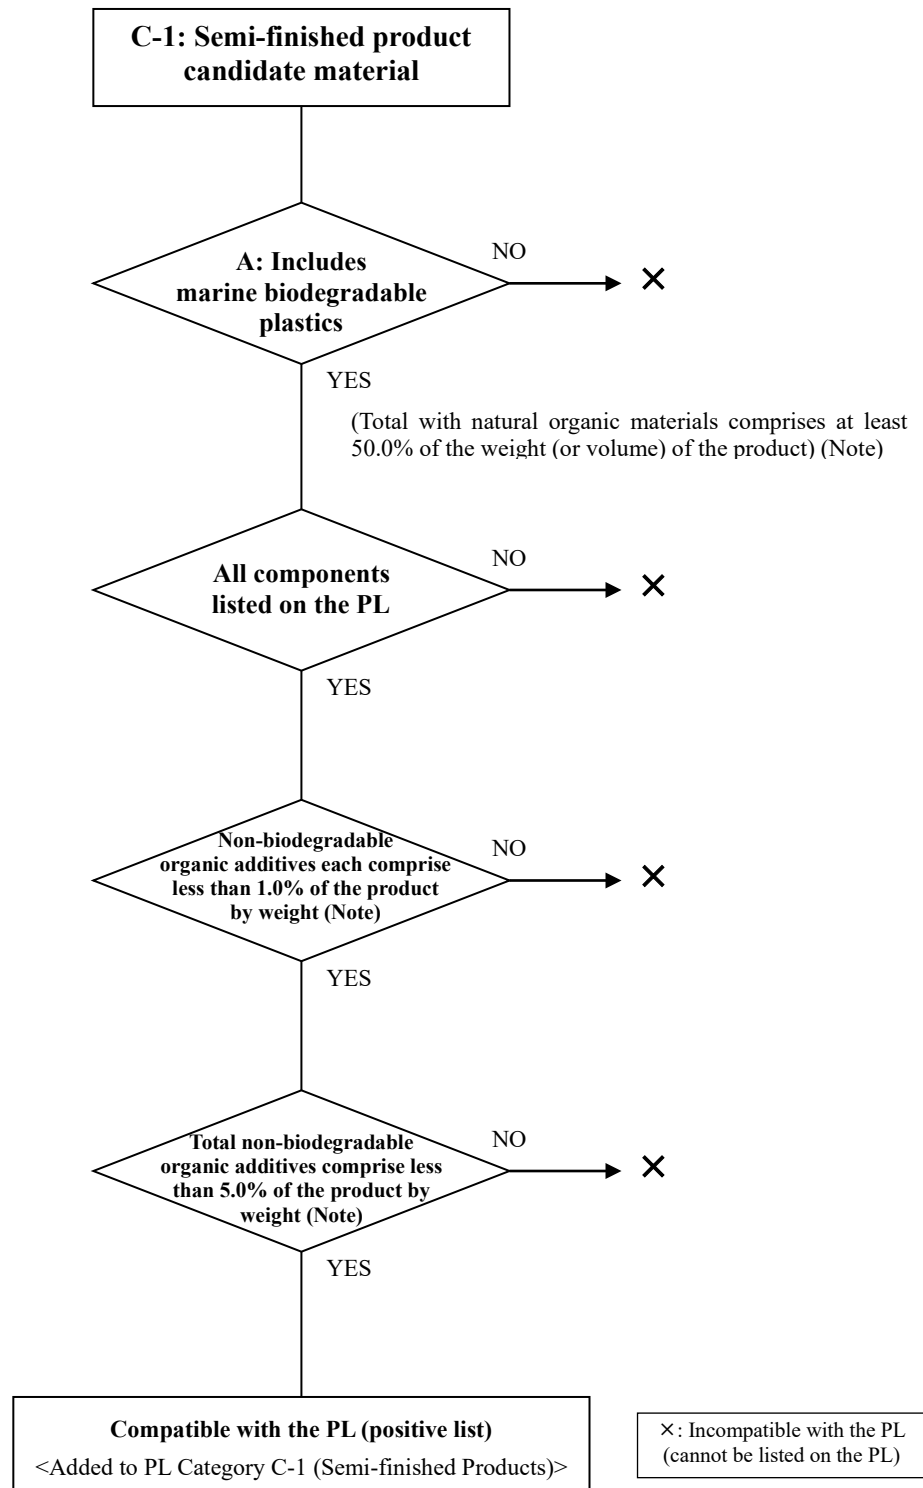 C-1: Semi-finished product
candidate material
A: Includes
marine biodegradable
plastics
NO
×
YES
(Total with natural organic materials comprises at least
50.0% of the weight (or volume) of the product) (Note)
All components
listed on the PL
NO
×
YES
Non-biodegradable
organic additives each comprise
less than 1.0% of the product
by weight (Note)
NO
×
YES
Total non-biodegradable
organic additives comprise less
than 5.0% of the product by
weight (Note)
NO
×
YES
Compatible with the PL (positive list)
<Added to PL Category C-1 (Semi-finished Products)>
×: Incompatible with the PL
(cannot be listed on the PL)